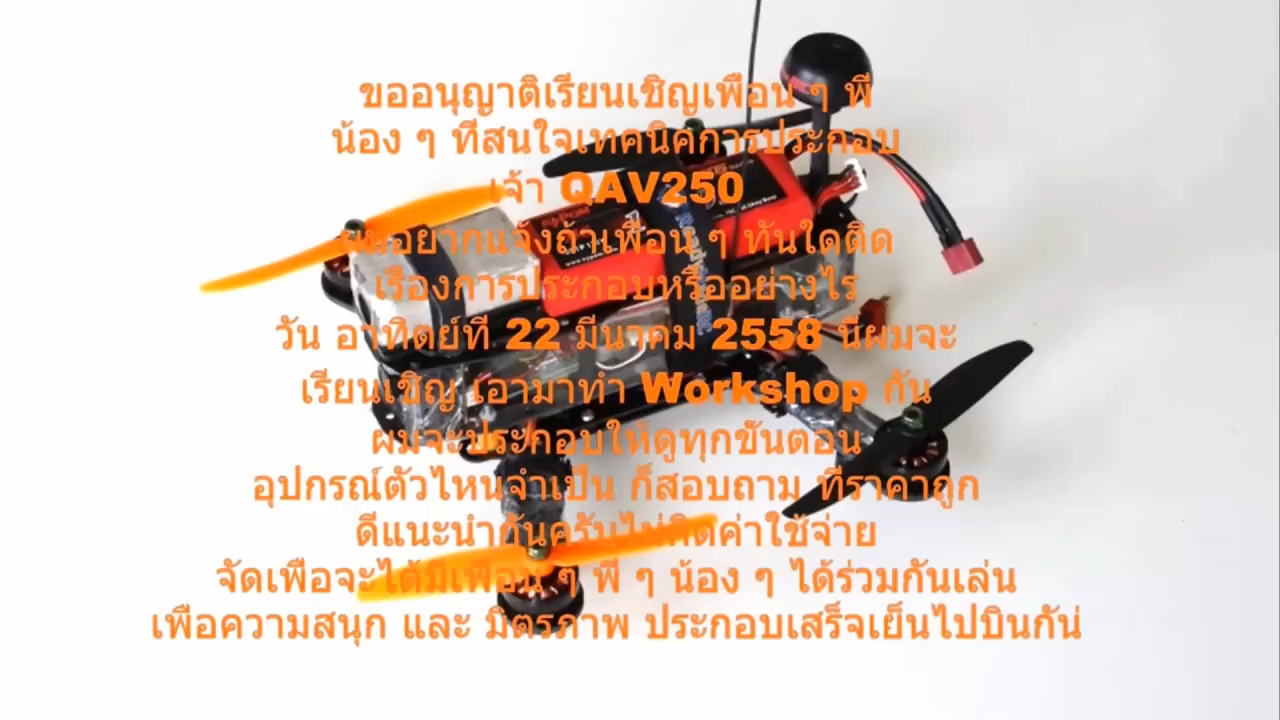 ขออนุญาติเรียนเชิญเพื่อน ๆ พี่
น้อง ๆ ที่สนใจเทคนิคการประกอบ
เจ้า QAV250
ผมอยากแจ้งถ้าเพื่อน ๆ ท่านใดติด
เรื่องการประกอบหรืออย่างไร
วัน อาทิตย์ที่ 22 มีนาคม 2558 นี้ผมจะ
เรียนเชิญ เอามาทำ Workshop กัน
ผมจะประกอบให้ดูทุกขั้นตอน
อุปกรณ์ตัวไหนจำเป็น ก็สอบถาม ที่ราคาถูก
ดีแนะนำกันครับไม่คิดค่าใช้จ่าย
จัดเพื่อจะได้มีเพื่อน ๆ พี่ ๆ น้อง ๆ ได้ร่วมกันเล่น
เพื่อความสนุก และ มิตรภาพ ประกอบเสร็จเย็นไปบินกัน่